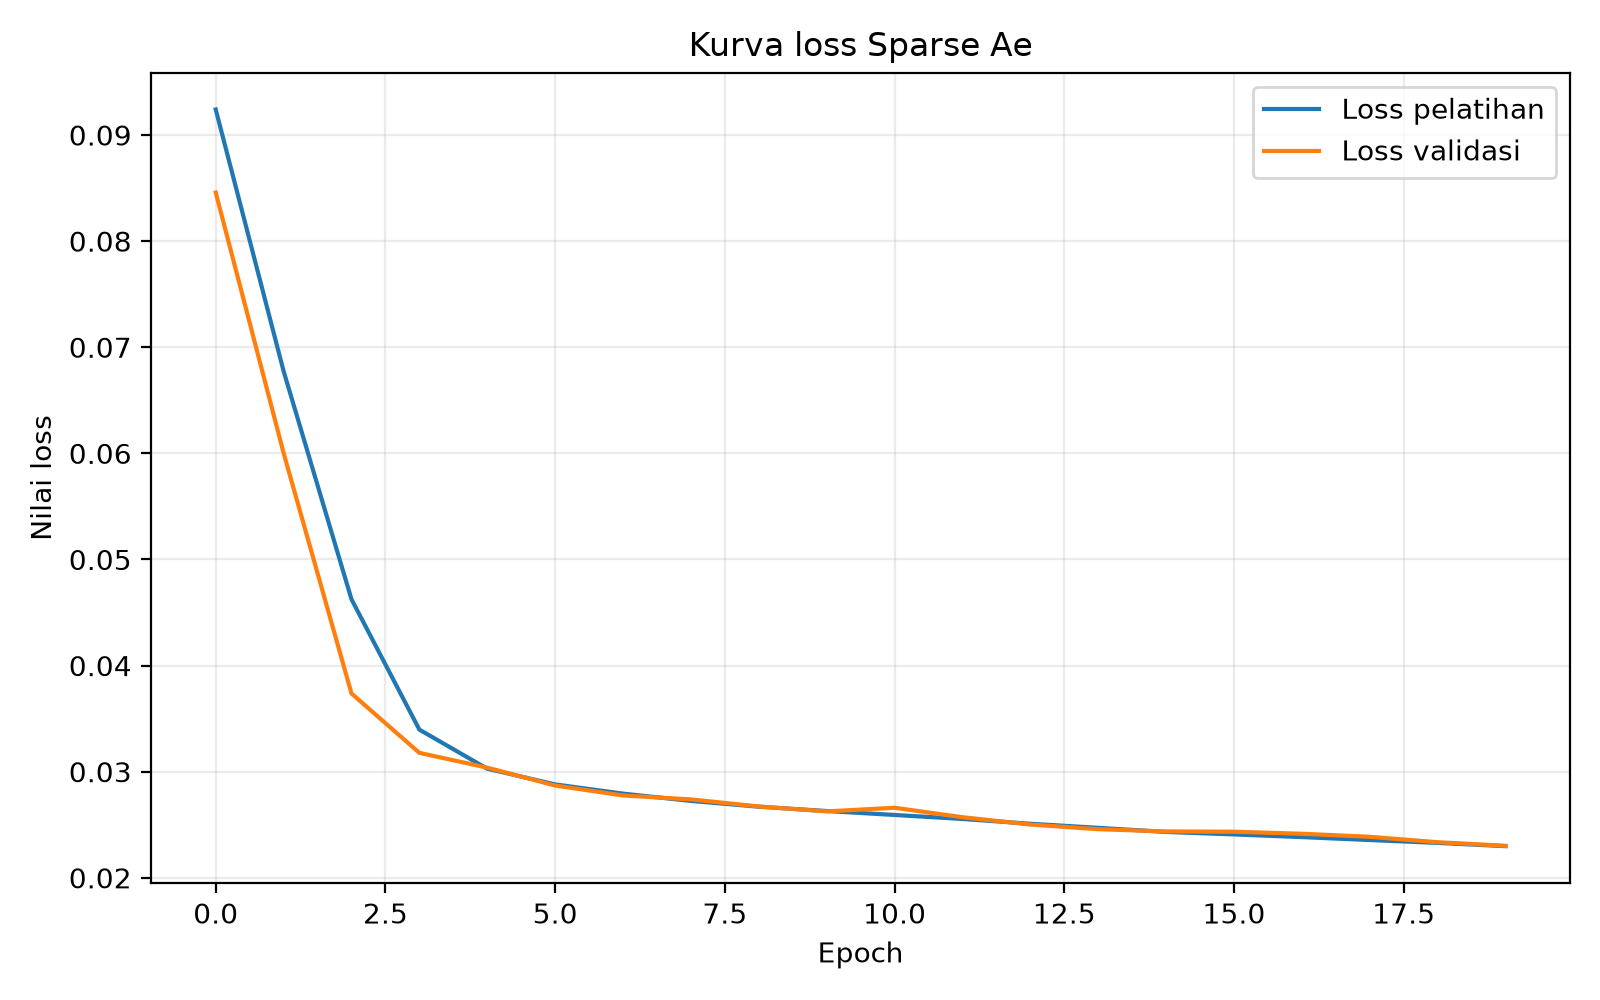 Kurva loss Sparse Ae
Loss pelatihan
Loss validasi
Nilai loss
0.09
0.08
0.07
0.06
0.05
0.04
0.03
0.02
0.0 2.5 5.0 7.5 10.0 12.5 15.0 17.5
Epoch